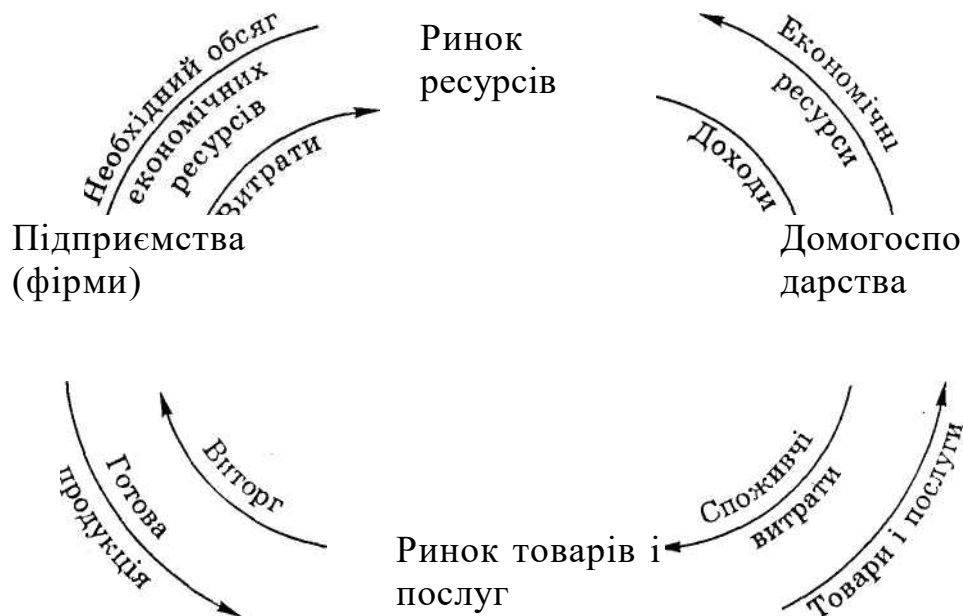 Ринок
ресурсів
Необхідний обсяг
економічних
ресурсів
Витрати
Економічні
ресурси
Доходи
Підприємства
(фірми)
Домогоспо
дарства
Готова
продукція
Виторг
Споживчі
витрати
Товари і послуги
Ринок товарів і
послуг